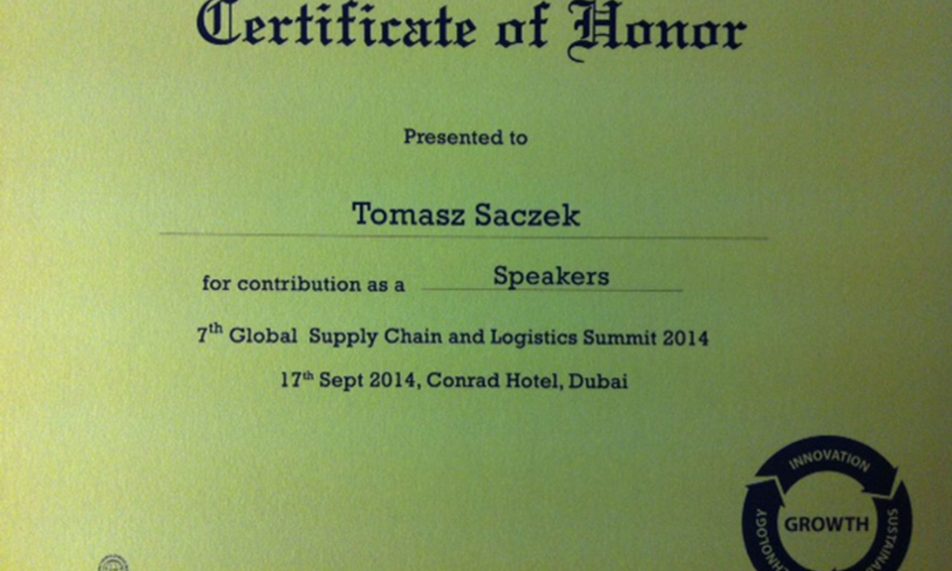 Certificate of Honor
Presented to
Tomasz Saczek
for contribution as a Speakers
7th Global Supply Chain and Logistics Summit 2014
17th Sept 2014, Conrad Hotel, Dubai
INNOVATION
GROWTH